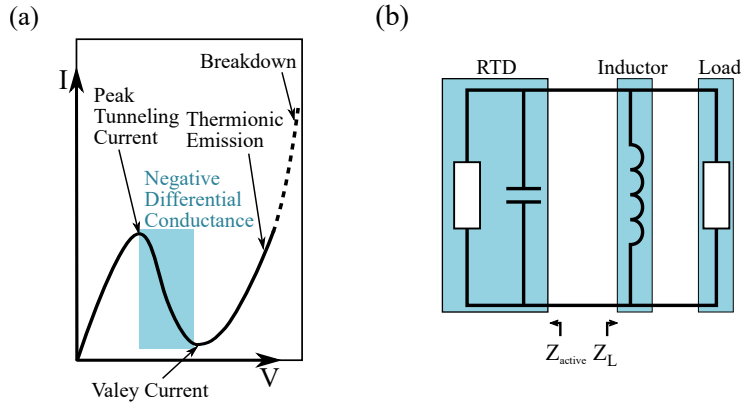 (a)
I
Breakdown
Peak
Tunneling
Current
Thermionic
Emission
Negative
Differential
Conductance
Valey Current
V
(b)
RTD
Inductor
Load
Zactive
ZL